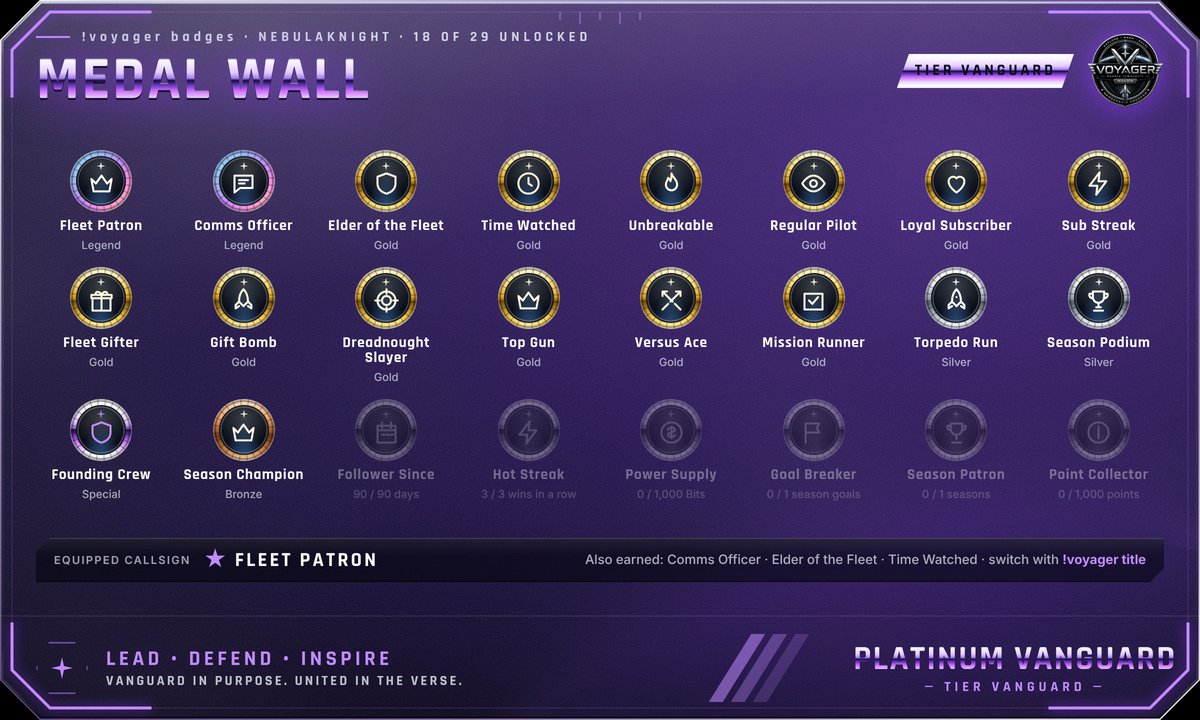 !voyager badges · NEBULAKNIGHT · 18 OF 29 UNLOCKED
MEDAL WALL
TIER VANGUARD
VOYAGER
Fleet Patron
Legend
Comms Officer
Legend
Elder of the Fleet
Gold
Time Watched
Gold
Unbreakable
Gold
Regular Pilot
Gold
Loyal Subscriber
Gold
Sub Streak
Gold
Fleet Gifter
Gold
Gift Bomb
Gold
Dreadnought
Slayer
Gold
Top Gun
Gold
Versus Ace
Gold
Mission Runner
Gold
Torpedo Run
Silver
Season Podium
Silver
Founding Crew
Special
Season Champion
Bronze
Follower Since
90 / 90 days
Hot Streak
3 / 3 wins in a row
Power Supply
0 / 1,000 Bits
Goal Breaker
0 / 1 season goals
Season Patron
0 / 1 seasons
Point Collector
0 / 1,000 points
EQUIPPED CALLSIGN ★ FLEET PATRON
Also earned: Comms Officer · Elder of the Fleet · Time Watched · switch with !voyager title
LEAD • DEFEND • INSPIRE
VANGUARD IN PURPOSE. UNITED IN THE VERSE.
PLATINUM VANGUARD
– TIER VANGUARD –